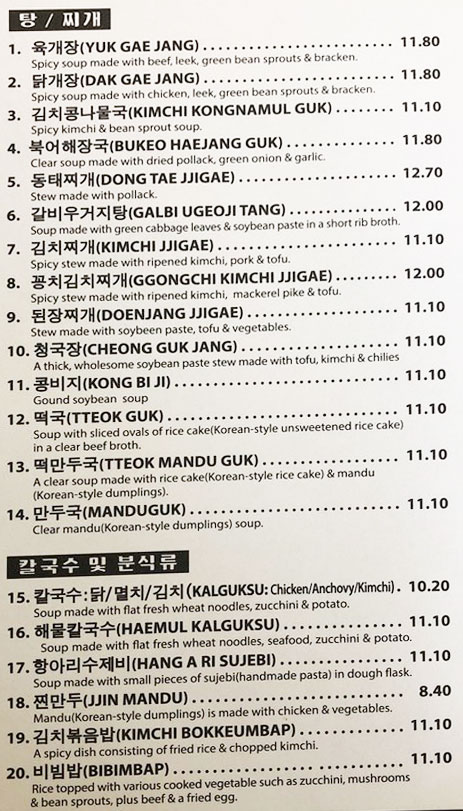 탕 / 찌개
1. 육개장(YUK GAE JANG) 11.80
Spicy soup made with beef, leek, green bean sprouts & bracken.
2. 닭개장(DAK GAE JANG) 11.80
Spicy soup made with chicken, leek, green bean sprouts & bracken.
3. 김치콩나물국(KIMCHI KONGNAMUL GUK) 11.10
Spicy kimchi & bean sprout soup.
4. 북어해장국(BUKEO HAEJANG GUK) 11.80
Clear soup made with dried pollack, green onion & garlic.
5. 동태찌개(DONG TAE JJIGAE) 12.70
Stew made with pollack.
6. 갈비우거지탕(GALBI UGEOJI TANG) 12.00
Soup made with green cabbage leaves & soybean paste in a short rib broth.
7. 김치찌개(KIMCHI JJIGAE) 11.10
Spicy stew made with ripened kimchi, pork & tofu.
8. 꽁치김치찌개(GGONGCHI KIMCHI JJIGAE) 12.00
Spicy stew made with ripened kimchi, mackerel pike & tofu.
9. 된장찌개(DOENJANG JJIGAE) 11.10
Stew made with soybeen paste, tofu & vegetables.
10. 청국장(CHEONG GUK JANG) 11.10
A thick, wholesome soybean paste stew made with tofu, kimchi & chilies
11. 콩비지(KONG BI JI) 11.10
Gound soybean soup
12. 떡국(TTEOK GUK) 11.10
Soup with sliced ovals of rice cake(Korean-style unsweetened rice cake)
in a clear beef broth.
13. 떡만두국(TTEOK MANDU GUK) 11.10
A clear soup made with rice cake(Korean-style rice cake) & mandu
(Korean-style dumplings).
14. 만두국(MANDUGUK) 11.10
Clear mandu(Korean-style dumplings) soup.
칼국수 및 분식류
15. 칼국수:닭/멸치/김치(KALGUKSU: Chicken/Anchovy/Kimchi). 10.20
Soup made with flat fresh wheat noodles, zucchini & potato.
16. 해물칼국수(HAEMUL KALGUKSU) 11.10
Soup made with flat fresh wheat noodles, seafood, zucchini & potato.
17. 항아리수제비(HANG A RI SUJEBI) 11.10
Soup made with small pieces of sujebi(handmade pasta) in dough flask.
18. 찐만두(JJIN MANDU) 8.40
Mandu(Korean-style dumplings) is made with chicken & vegetables.
19. 김치볶음밥(KIMCHI BOKKEUMBAP) 11.10
A spicy dish consisting of fried rice & chopped kimchi.
20. 비빔밥(BIBIMBAP) 11.10
Rice topped with various cooked vegetable such as zucchini, mushrooms
& bean sprouts, plus beef & a fried egg.